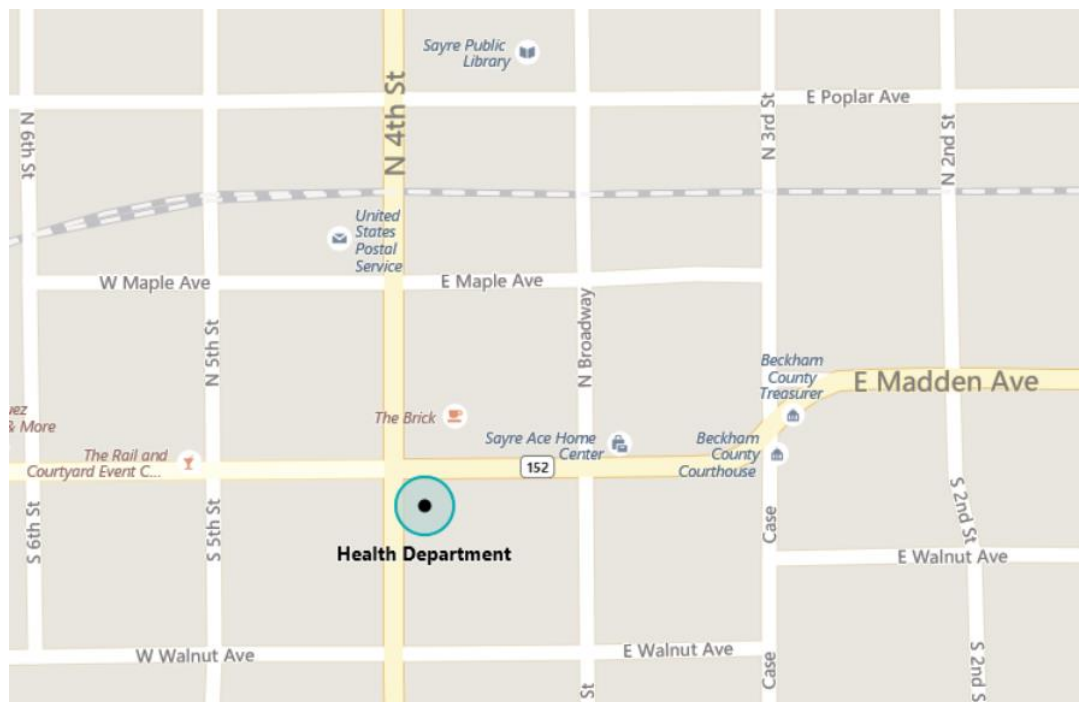 Sayre Public
Library
E Poplar Ave
N 4th St
N 3rd St
N 2nd St
N 6th St
United
States
Postal
Service
W Maple Ave
E Maple Ave
N 5th St
N Broadway
Beckham
County
Treasurer
E Madden Ave
vez
& More
The Brick
The Rail and
Courtyard Event C...
Sayre Ace Home
Center
152
Beckham
County
Courthouse
S 6th St
S 5th St
Case
S 2nd St
Health Department
E Walnut Ave
W Walnut Ave
E Walnut Ave
St
Case
S 2nd S